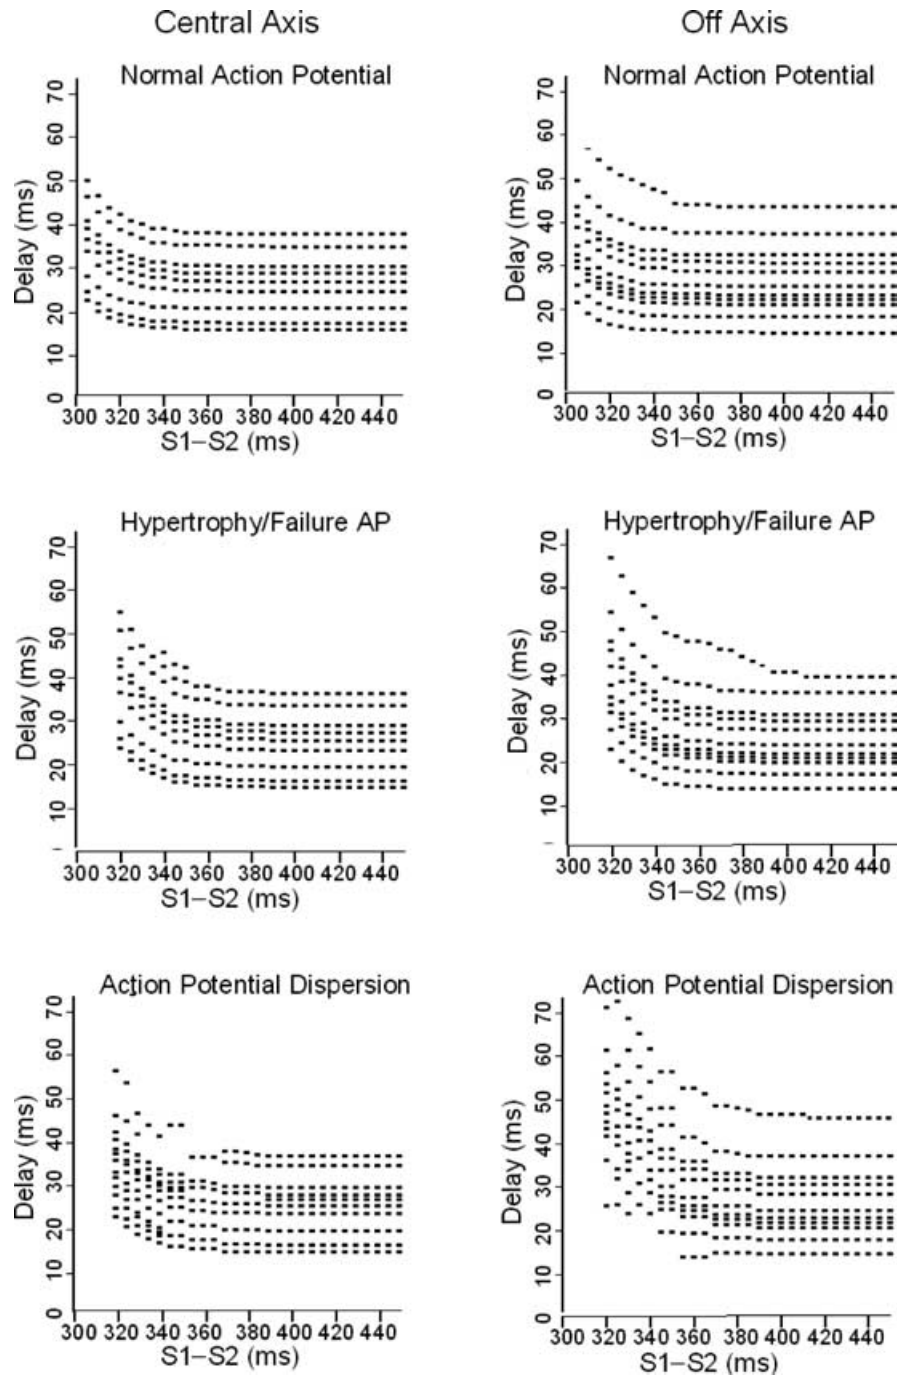 Central Axis
Off Axis
Normal Action Potential
70
60
50
40
30
20
10
0
Delay (ms)
300 320 340 360 380 400 420 440
S1–S2 (ms)
Normal Action Potential
70
60
50
40
30
20
10
0
Delay (ms)
300 320 340 360 380 400 420 440
S1–S2 (ms)
Hypertrophy/Failure AP
70
60
50
40
30
20
10
Delay (ms)
300 320 340 360 380 400 420 440
S1–S2 (ms)
Hypertrophy/Failure AP
70
60
50
40
30
20
10
Delay (ms)
300 320 340 360 380 400 420 440
S1–S2 (ms)
Action Potential Dispersion
70
60
50
40
30
20
10
0
Delay (ms)
300 320 340 360 380 400 420 440
S1–S2 (ms)
Action Potential Dispersion
70
60
50
40
30
20
10
0
Delay (ms)
300 320 340 360 380 400 420 440
S1–S2 (ms)